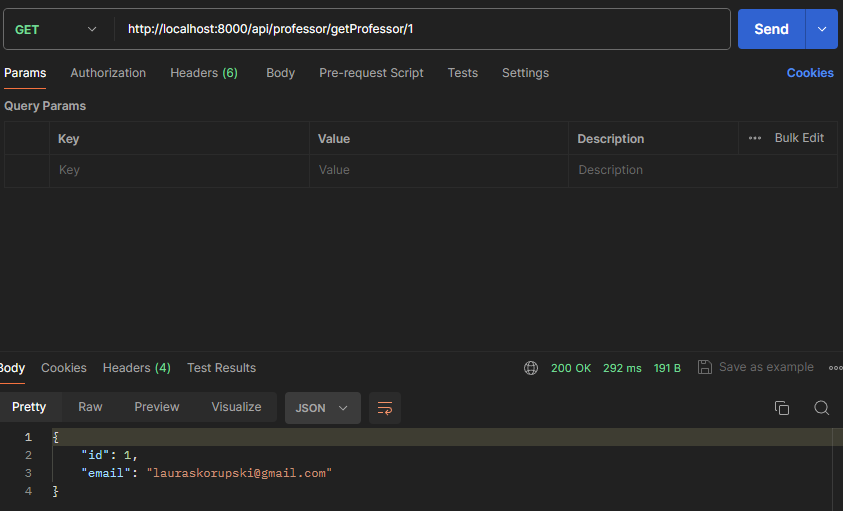 GET http://localhost:8000/api/professor/getProfessor/1 Send
Params Authorization Headers (6) Body Pre-request Script Tests Settings Cookies
Query Params
Key Value Description ••• Bulk Edit
Key Value Description
Body Cookies Headers (4) Test Results 200 OK 292 ms 191 B Save as example
Pretty Raw Preview Visualize JSON
1 {
2 "id": 1,
3 "email": "lauraskorupski@gmail.com"
4 }